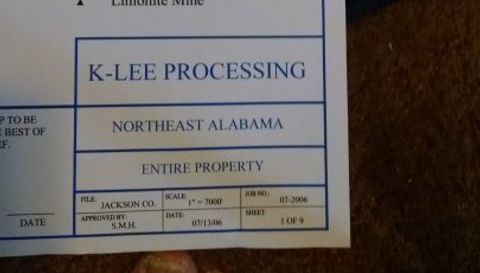 ▲ Limonite Mine
K-LEE PROCESSING
P TO BE
BEST OF
EF.
NORTHEAST ALABAMA
ENTIRE PROPERTY
FILE: JACKSON CO. SCALE: 1" = 7000' JOB NO.: 07-2006
DATE APPROVED BY: S.M.H. DATE: 07/13/06 SHEET 1 OF 9